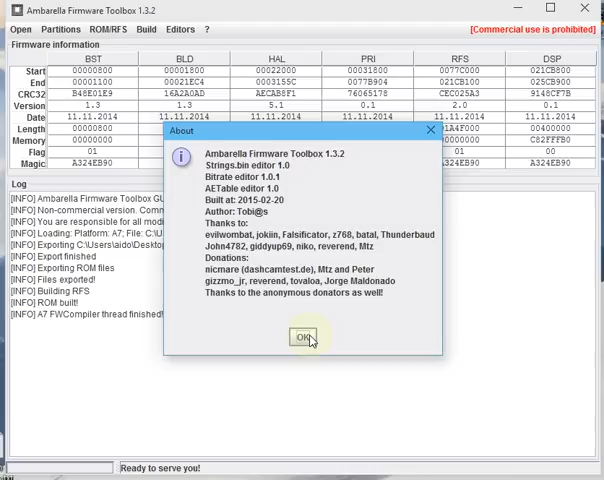 Ambarella Firmware Toolbox 1.3.2
Open Partitions ROM/RFS Build Editors ? [Commercial use is prohibited]
Firmware information
BST BLD HAL PRI RFS DSP
Start 00000800 00001800 00022000 00031800 0077C000 021CB800
End 00001100 00021EC4 0003155C 0077B904 021CB100 025CB900
CRC32 B48E01E9 16A2A0AD AECAB8F1 76065178 CEC025A3 9148CF7B
Version 1.3 1.3 5.1 0.1 2.0 0.1
Date 11.11.2014 11.11.2014 11.11.2014 11.11.2014 11.11.2014 11.11.2014
Length 00000800 01A4F000 00400000
Memory 00000000 00000000 C82FFFB0
Flag 01 01 00
Magic A324EB90 A324EB90 A324EB90
Log
[INFO] Ambarella Firmware Toolbox GU
[INFO] Non-commercial version. Comm
[INFO] You are responsible for all modi
[INFO] Loading: Platform: A7; File: C:\U
[INFO] Exporting C:\Users\aido\Desktop
[INFO] Export finished
[INFO] Exporting ROM files
[INFO] Files exported!
[INFO] Building RFS
[INFO] ROM built!
[INFO] A7 FWCompiler thread finished!
About
Ambarella Firmware Toolbox 1.3.2
Strings.bin editor 1.0
Bitrate editor 1.0.1
AETable editor 1.0
Built at: 2015-02-20
Author: Tobi@s
Thanks to:
evilwombat, jokiin, Falsificator, z768, batal, Thunderbaud
John4782, giddyup69, niko, reverend, Mtz
Donations:
nicmare (dashcamtest.de), Mtz and Peter
gizzmo_jr, reverend, tovaloa, Jorge Maldonado
Thanks to the anonymous donators as well!
OK
Ready to serve you!